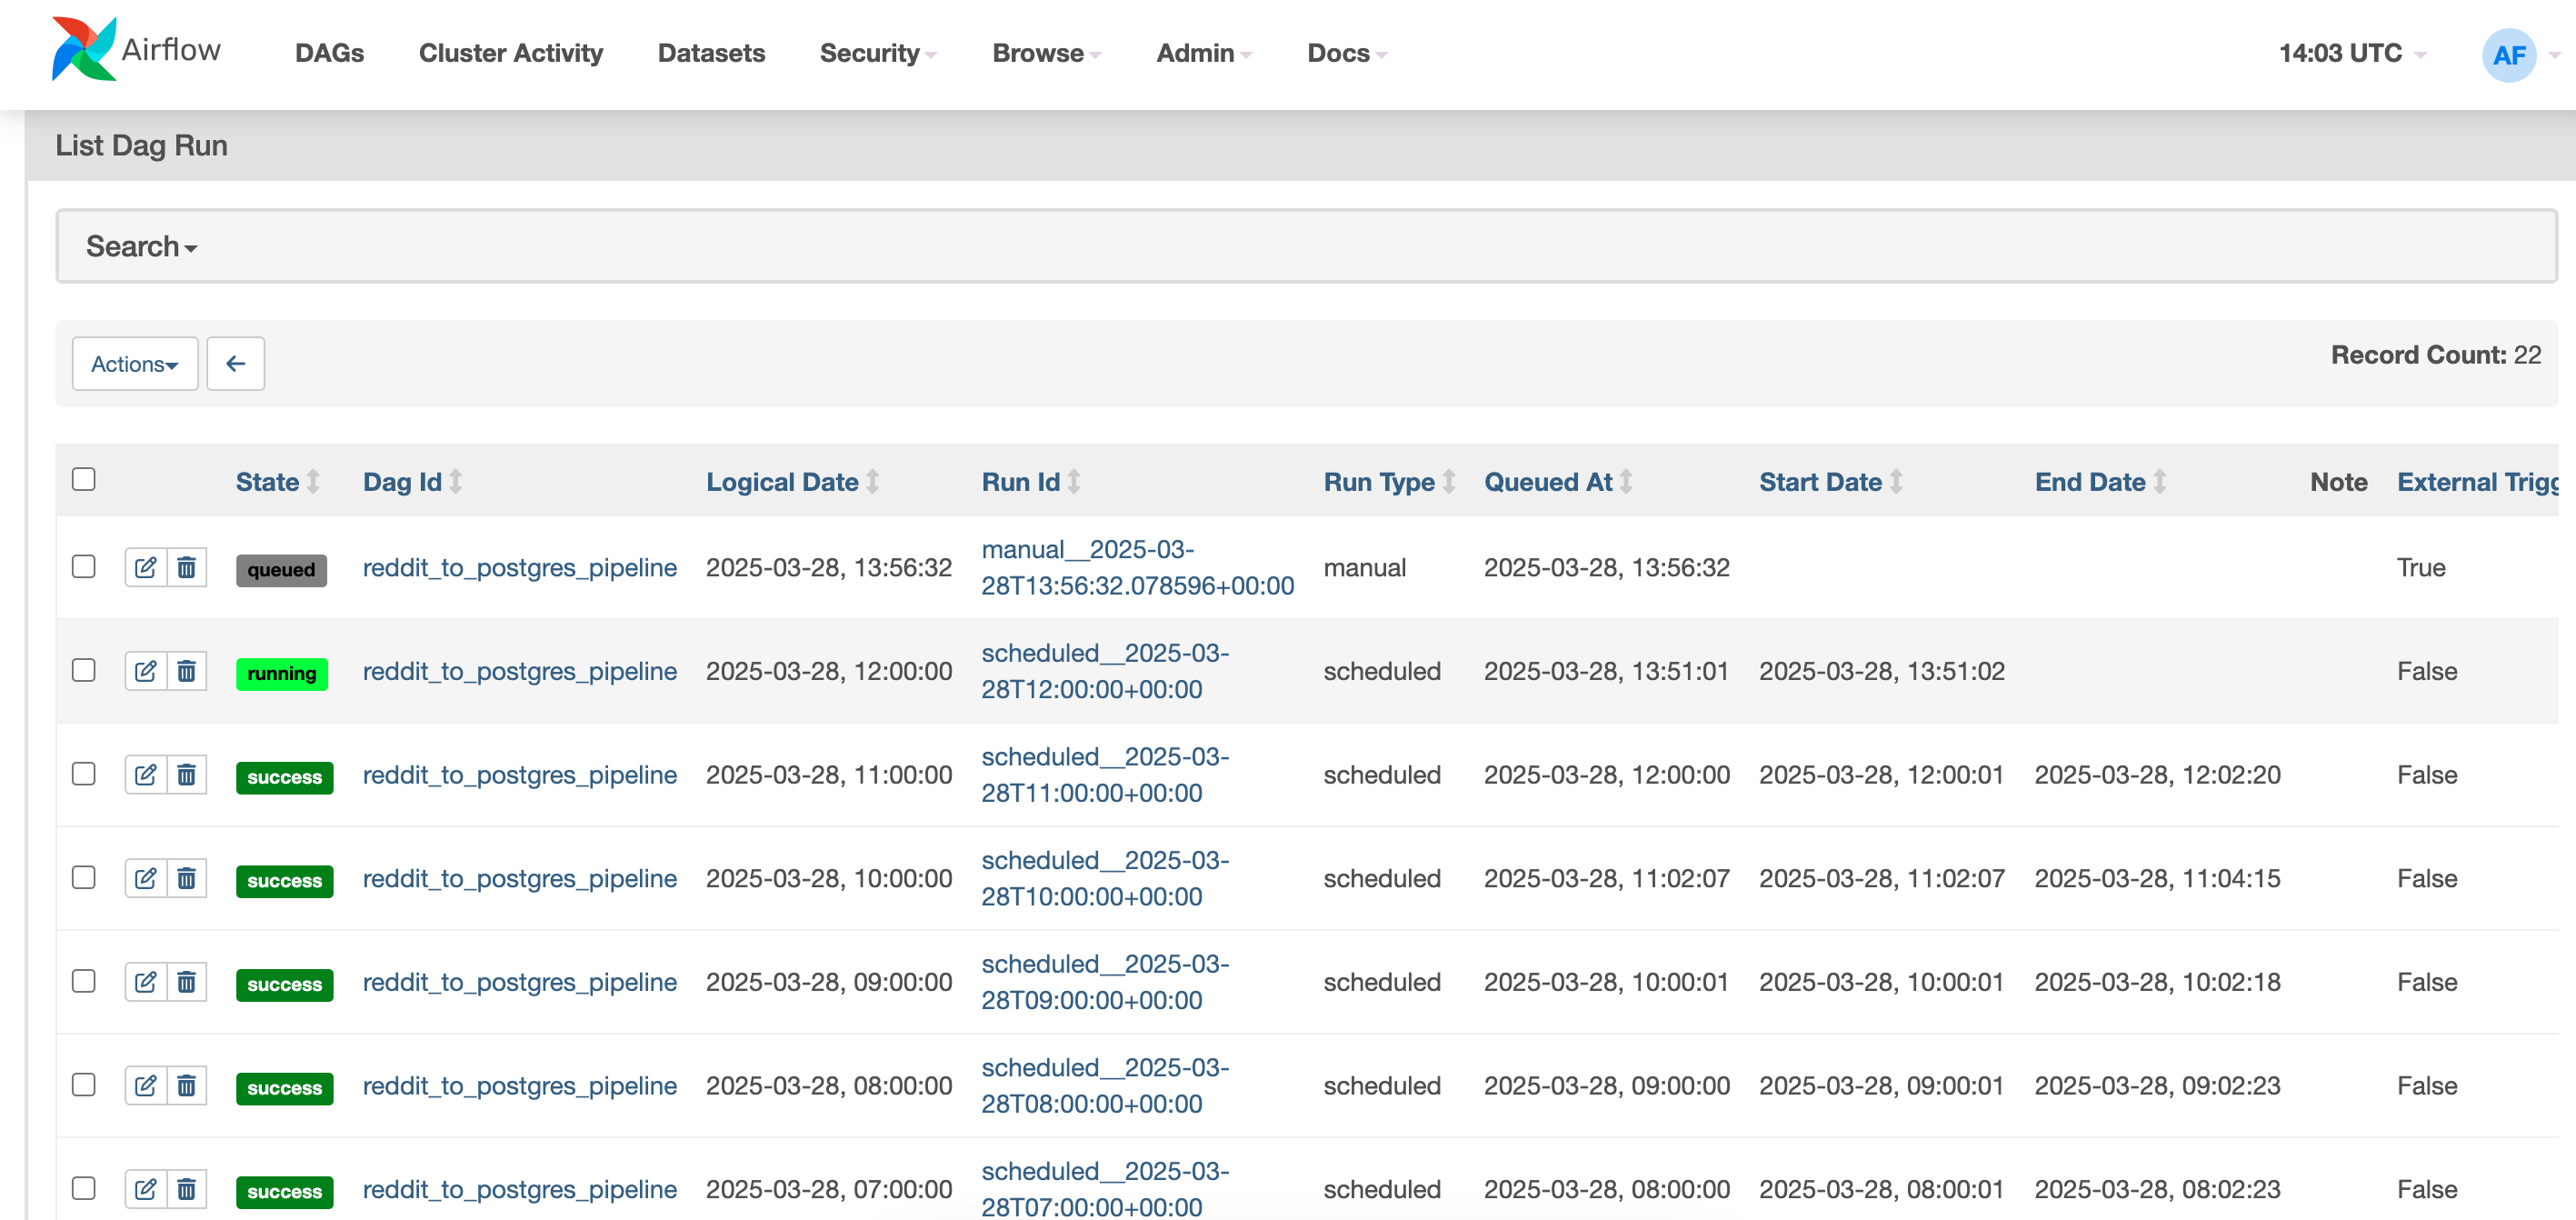 Airflow DAGs Cluster Activity Datasets Security Browse Admin Docs 14:03 UTC AF
List Dag Run
Search
Actions Record Count: 22
State Dag Id Logical Date Run Id Run Type Queued At Start Date End Date Note External Trigg
queued reddit_to_postgres_pipeline 2025-03-28, 13:56:32 manual__2025-03- manual 2025-03-28, 13:56:32 True
28T13:56:32.078596+00:00
running reddit_to_postgres_pipeline 2025-03-28, 12:00:00 scheduled__2025-03- scheduled 2025-03-28, 13:51:01 2025-03-28, 13:51:02 False
28T12:00:00+00:00
success reddit_to_postgres_pipeline 2025-03-28, 11:00:00 scheduled__2025-03- scheduled 2025-03-28, 12:00:00 2025-03-28, 12:00:01 2025-03-28, 12:02:20 False
28T11:00:00+00:00
success reddit_to_postgres_pipeline 2025-03-28, 10:00:00 scheduled__2025-03- scheduled 2025-03-28, 11:02:07 2025-03-28, 11:02:07 2025-03-28, 11:04:15 False
28T10:00:00+00:00
success reddit_to_postgres_pipeline 2025-03-28, 09:00:00 scheduled__2025-03- scheduled 2025-03-28, 10:00:01 2025-03-28, 10:00:01 2025-03-28, 10:02:18 False
28T09:00:00+00:00
success reddit_to_postgres_pipeline 2025-03-28, 08:00:00 scheduled__2025-03- scheduled 2025-03-28, 09:00:00 2025-03-28, 09:00:01 2025-03-28, 09:02:23 False
28T08:00:00+00:00
success reddit_to_postgres_pipeline 2025-03-28, 07:00:00 scheduled__2025-03- scheduled 2025-03-28, 08:00:00 2025-03-28, 08:00:01 2025-03-28, 08:02:23 False
28T07:00:00+00:00